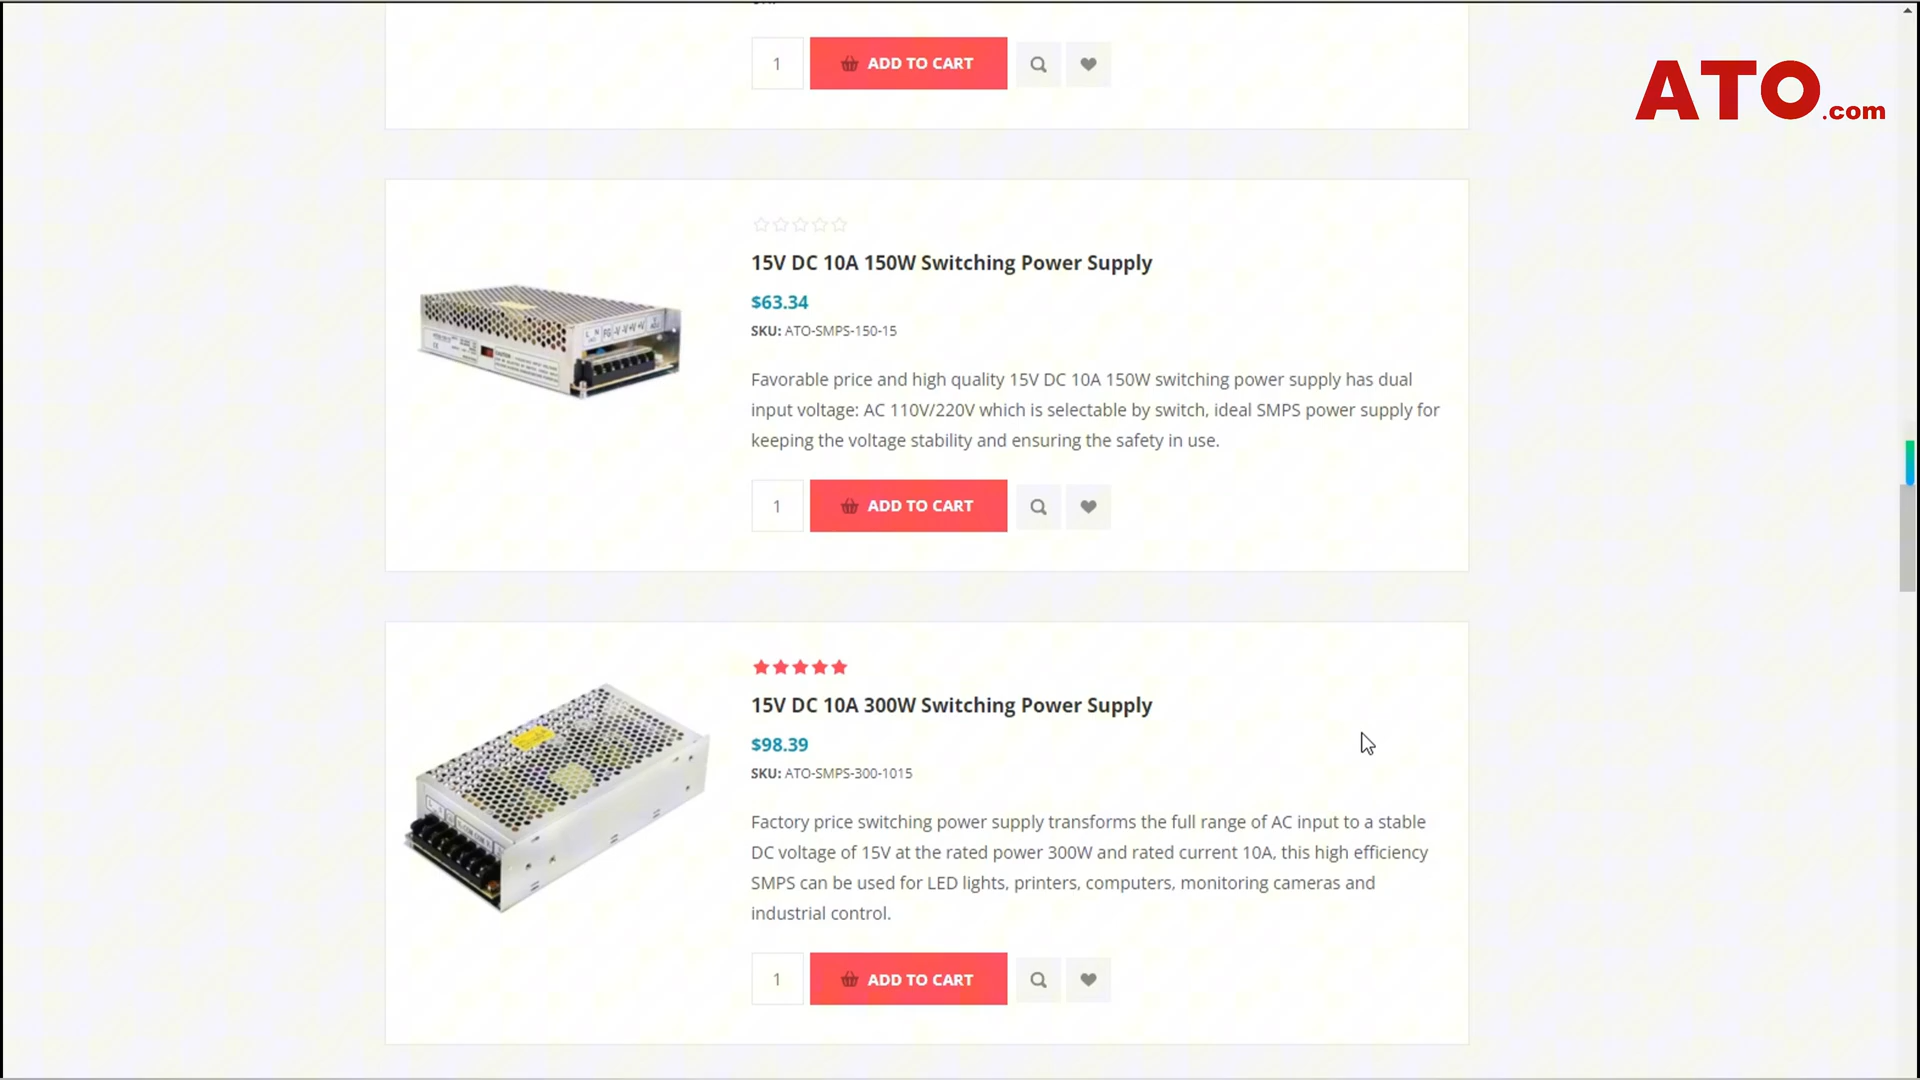 1 ADD TO CART
ATO.com
15V DC 10A 150W Switching Power Supply
$63.34
SKU: ATO-SMPS-150-15
Favorable price and high quality 15V DC 10A 150W switching power supply has dual
input voltage: AC 110V/220V which is selectable by switch, ideal SMPS power supply for
keeping the voltage stability and ensuring the safety in use.
1 ADD TO CART
15V DC 10A 300W Switching Power Supply
$98.39
SKU: ATO-SMPS-300-1015
Factory price switching power supply transforms the full range of AC input to a stable
DC voltage of 15V at the rated power 300W and rated current 10A, this high efficiency
SMPS can be used for LED lights, printers, computers, monitoring cameras and
industrial control.
1 ADD TO CART